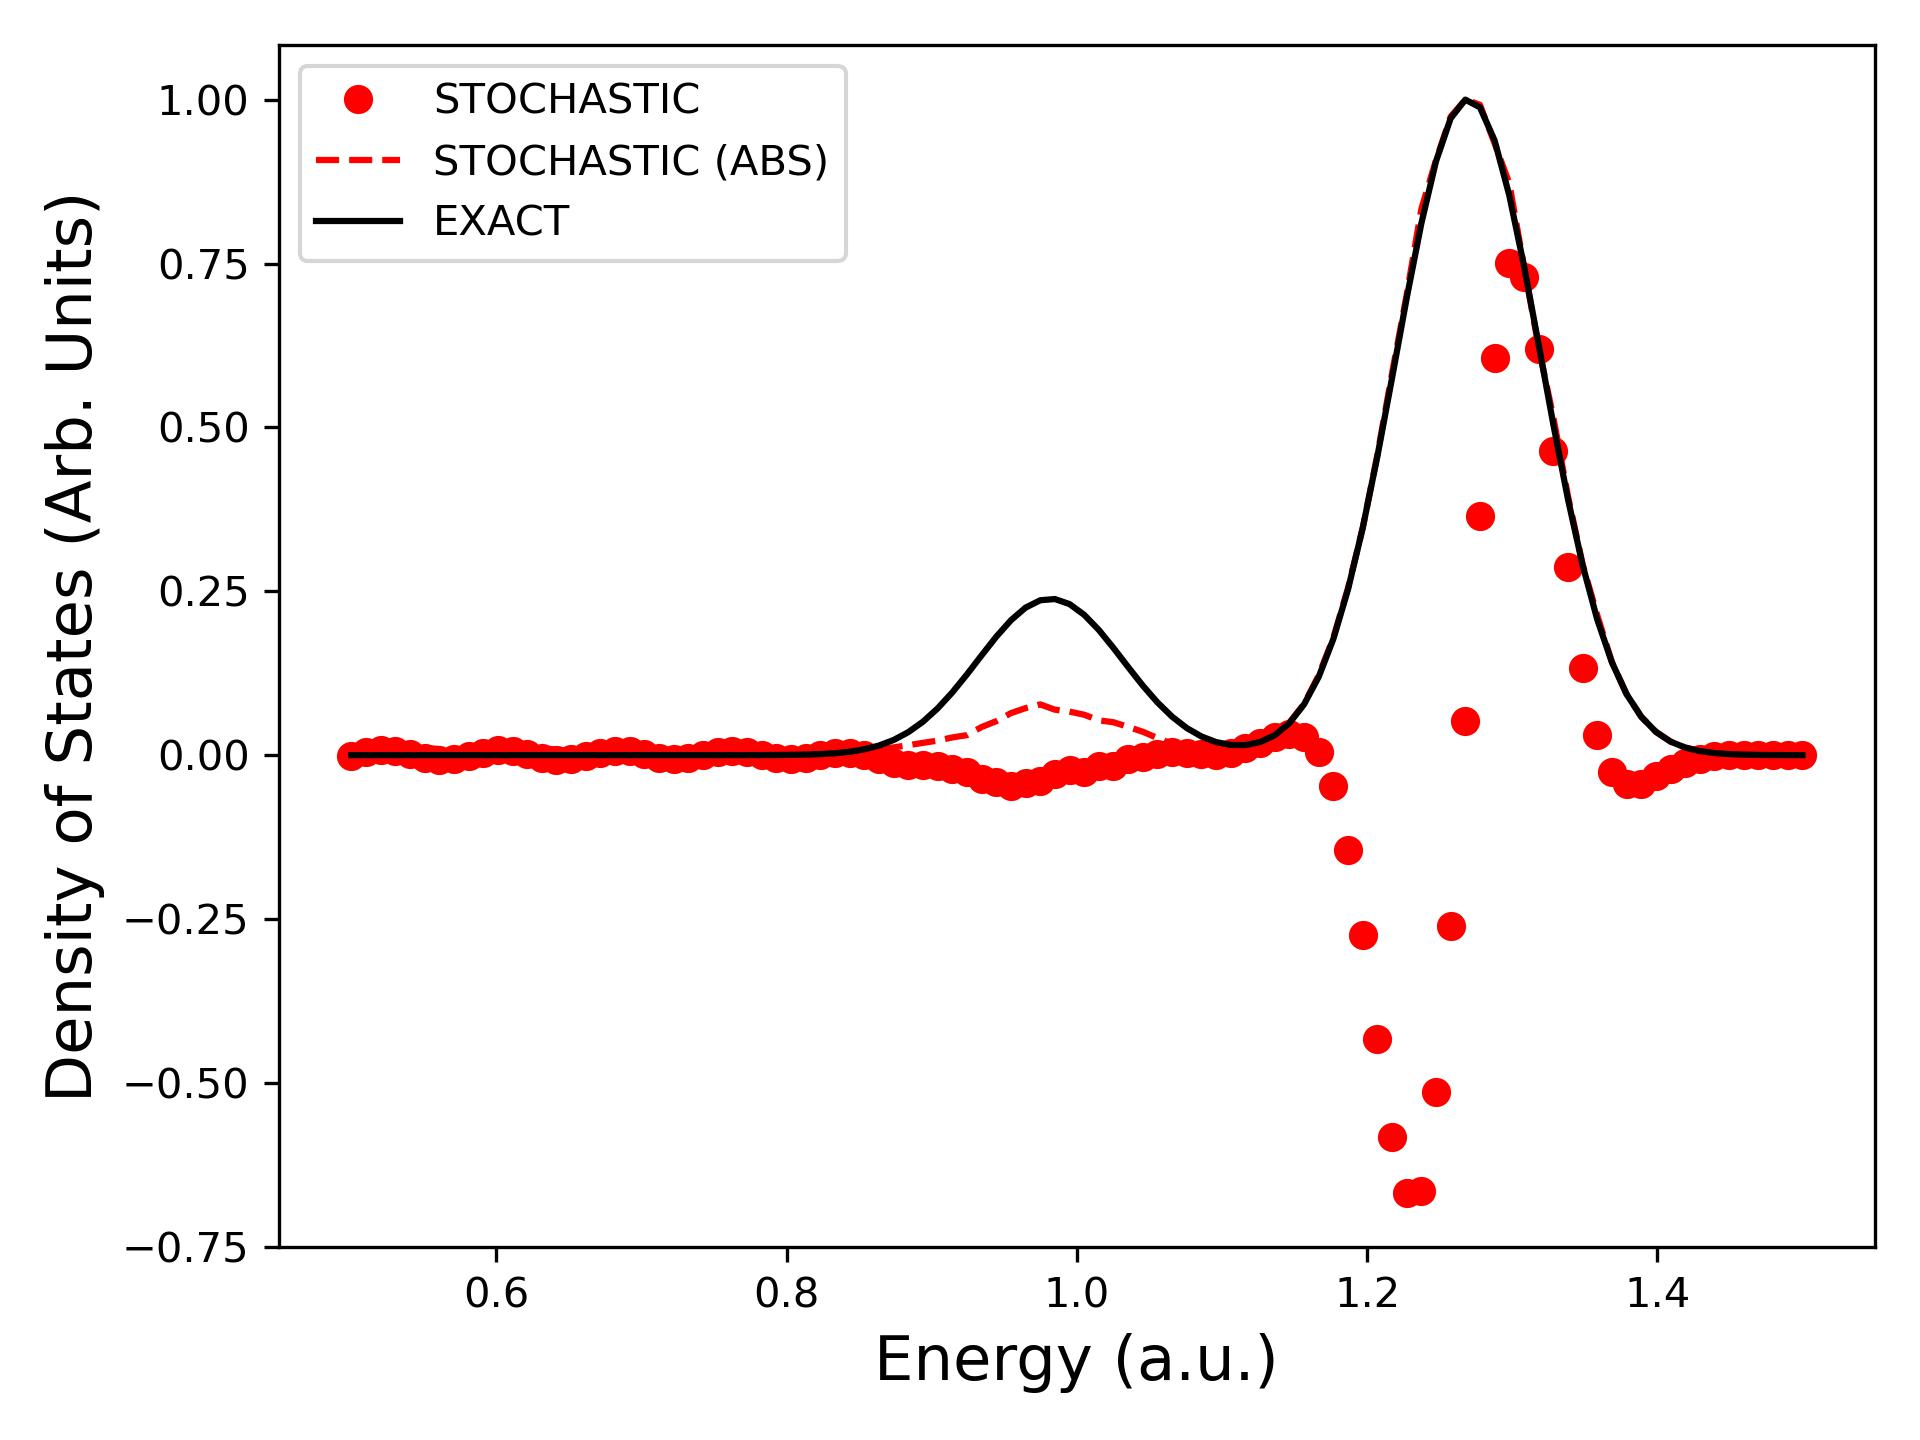 STOCHASTIC
STOCHASTIC (ABS)
EXACT
1.00
0.75
0.50
0.25
0.00
−0.25
−0.50
−0.75
Density of States (Arb. Units)
0.6 0.8 1.0 1.2 1.4
Energy (a.u.)